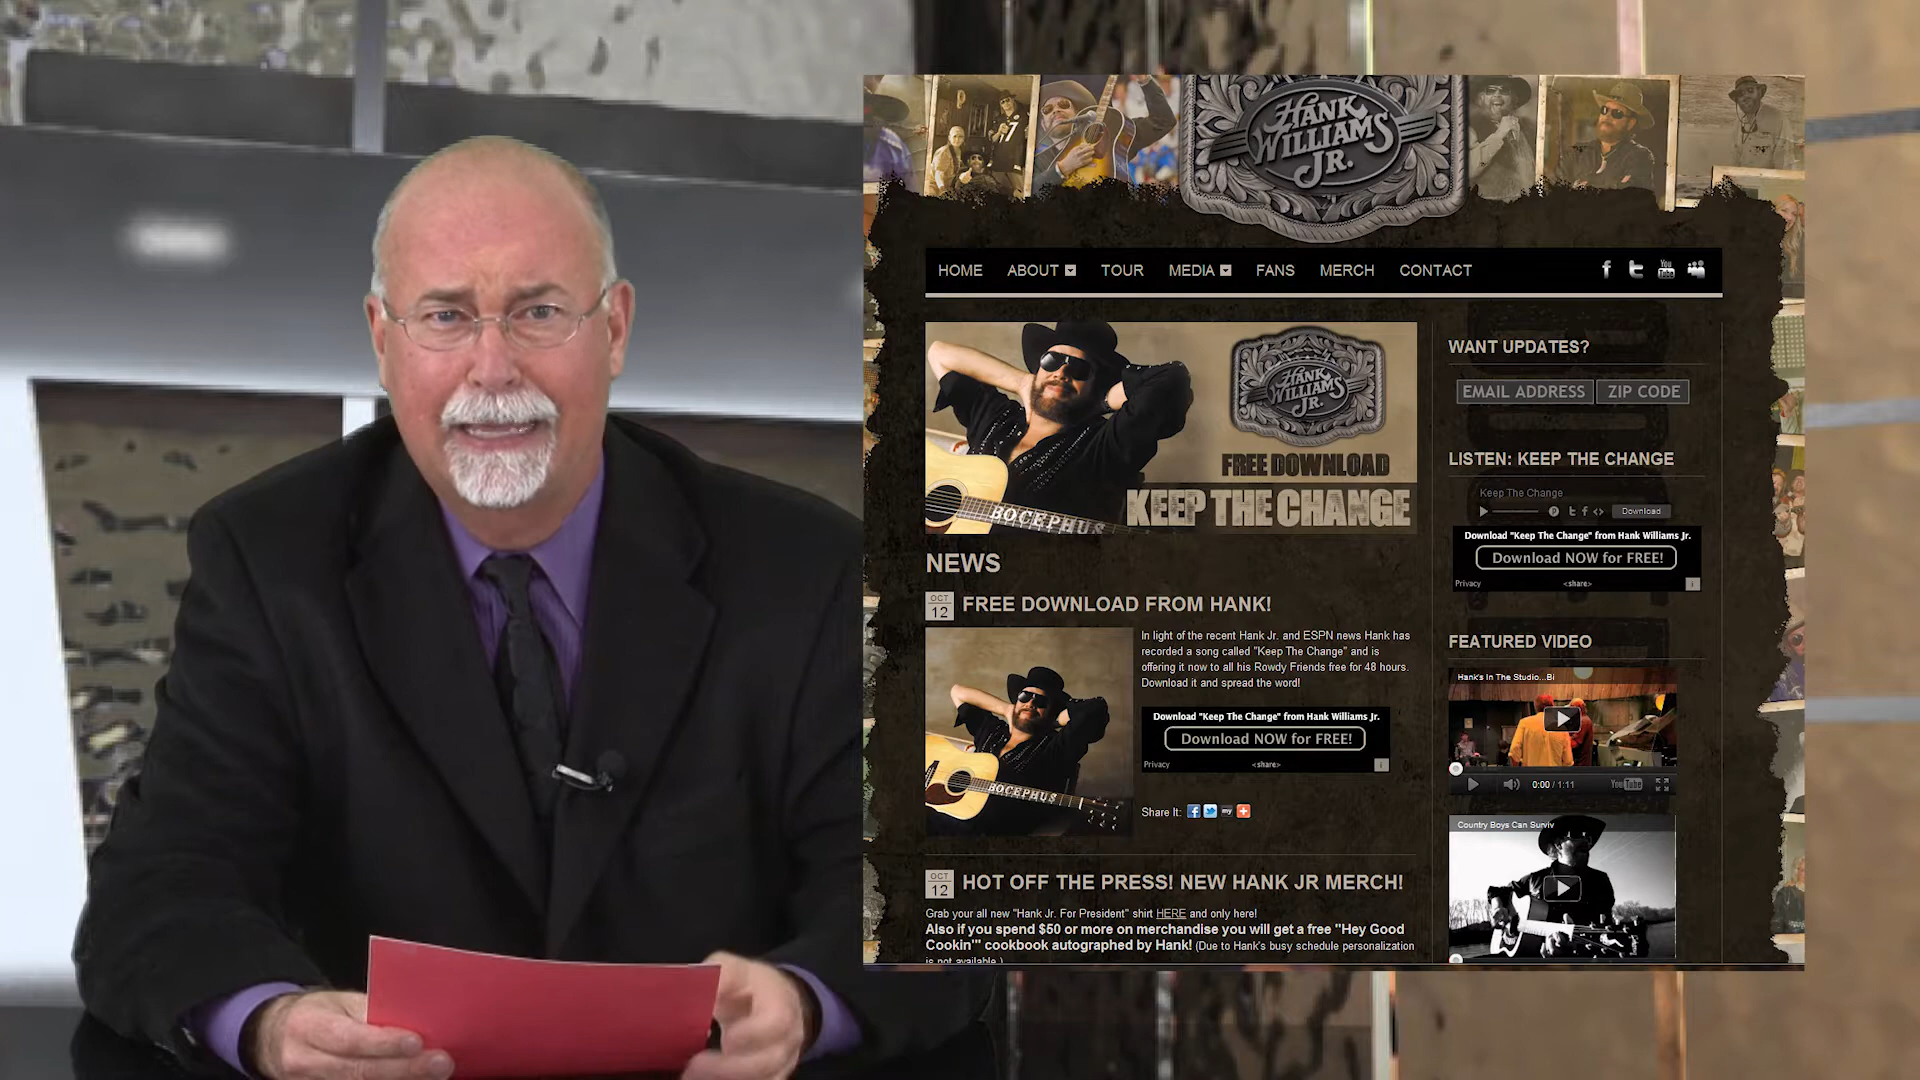 HANK
WILLIAMS
JR.
HOME ABOUT TOUR MEDIA FANS MERCH CONTACT
You
Tube
HANK
WILLIAMS
JR.
FREE DOWNLOAD
KEEP THE CHANGE
BOCEPHUS
NEWS
OCT
12
FREE DOWNLOAD FROM HANK!
In light of the recent Hank Jr. and ESPN news Hank has
recorded a song called "Keep The Change" and is
offering it now to all his Rowdy Friends free for 48 hours.
Download it and spread the word!
BOCEPHUS
Download "Keep The Change" from Hank Williams Jr.
Download NOW for FREE!
Privacy <share> i
Share It: my
OCT
12
HOT OFF THE PRESS! NEW HANK JR MERCH!
Grab your all new "Hank Jr. For President" shirt HERE and only here!
Also if you spend $50 or more on merchandise you will get a free "Hey Good
Cookin'" cookbook autographed by Hank! (Due to Hank's busy schedule personalization
is not available.)
WANT UPDATES?
EMAIL ADDRESS ZIP CODE
LISTEN: KEEP THE CHANGE
Keep The Change
Download
Download "Keep The Change" from Hank Williams Jr.
Download NOW for FREE!
Privacy <share> i
FEATURED VIDEO
Hank's In The Studio...Bi
0:00 / 1:11 YouTube
Country Boys Can Surviv